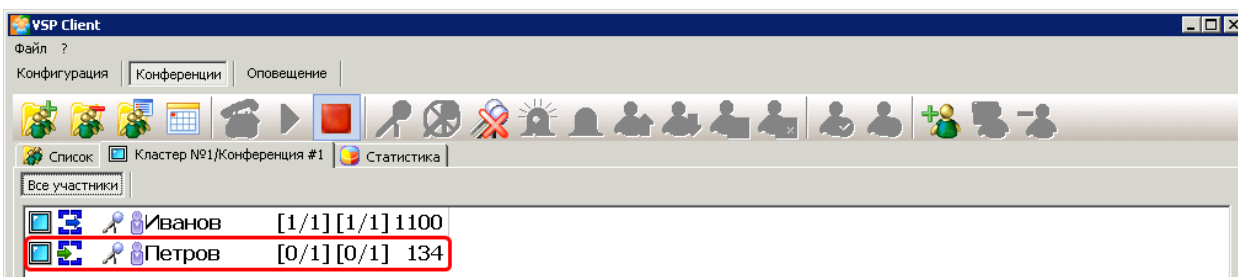 VSP Client
Файл ?
Конфигурация Конференции Оповещение
Список Кластер №1/Конференция #1 Статистика
Все участники
Иванов [1/1] [1/1] 1100
Петров [0/1] [0/1] 134